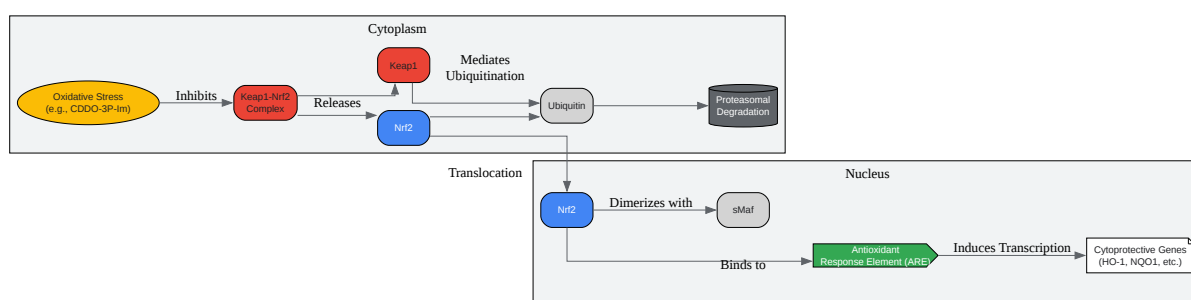 Cytoplasm
Oxidative Stress
(e.g., CDDO-3P-Im)
Inhibits
Keap1-Nrf2
Complex
Releases
Keap1
Nrf2
Mediates
Ubiquitination
Ubiquitin
Proteasomal
Degradation
Translocation
Nucleus
Nrf2
Dimerizes with
sMaf
Binds to
Antioxidant
Response Element (ARE)
Induces Transcription
Cytoprotective Genes
(HO-1, NQO1, etc.)